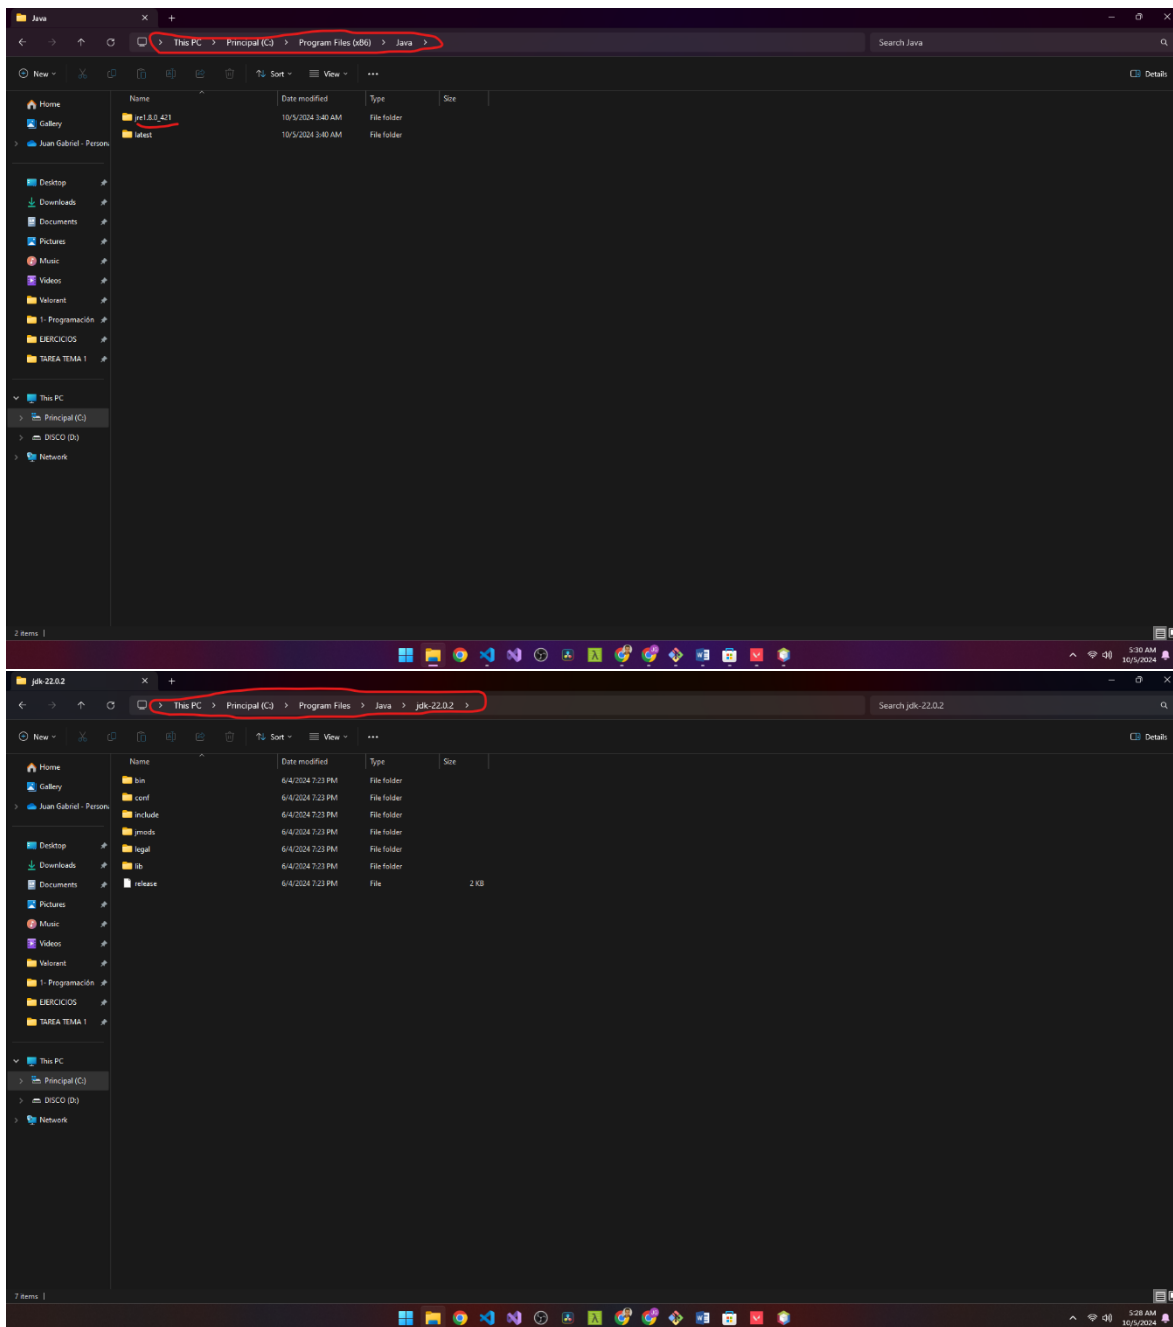 Java
This PC > Principal (C:) > Program Files (x86) > Java >
Search Java
New
Sort
View
Details
Name Date modified Type Size
jre1.8.0_421 10/5/2024 3:40 AM File folder
latest 10/5/2024 3:40 AM File folder
Home
Gallery
Juan Gabriel - Persona
Desktop
Downloads
Documents
Pictures
Music
Videos
Valorant
1- Programación
EJERCICIOS
TAREA TEMA 1
This PC
Principal (C:)
DISCO (D:)
Network
2 items
5:30 AM
10/5/2024
jdk-22.0.2
This PC > Principal (C:) > Program Files > Java > jdk-22.0.2 >
Search jdk-22.0.2
New
Sort
View
Details
Name Date modified Type Size
bin 6/4/2024 7:23 PM File folder
conf 6/4/2024 7:23 PM File folder
include 6/4/2024 7:23 PM File folder
jmods 6/4/2024 7:23 PM File folder
legal 6/4/2024 7:23 PM File folder
lib 6/4/2024 7:23 PM File folder
release 6/4/2024 7:23 PM File 2 KB
Home
Gallery
Juan Gabriel - Persona
Desktop
Downloads
Documents
Pictures
Music
Videos
Valorant
1- Programación
EJERCICIOS
TAREA TEMA 1
This PC
Principal (C:)
DISCO (D:)
Network
7 items
5:28 AM
10/5/2024